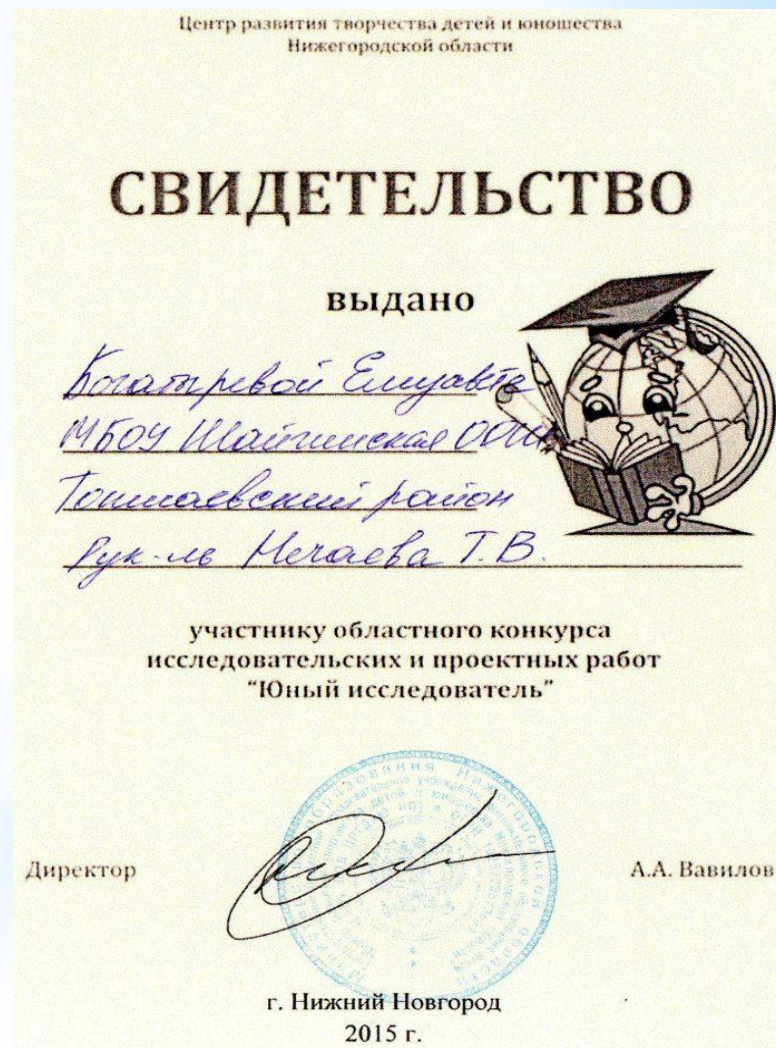 Центр развития творчества детей и юношества
Нижегородской области
СВИДЕТЕЛЬСТВО
выдано
Богатыревой Елизавете
МБОУ Шайгинская ООШ
Тоншаевский район
Рук-ль Нечаева Т.В.
участнику областного конкурса
исследовательских и проектных работ
"Юный исследователь"
Директор
А.А. Вавилов
г. Нижний Новгород
2015 г.